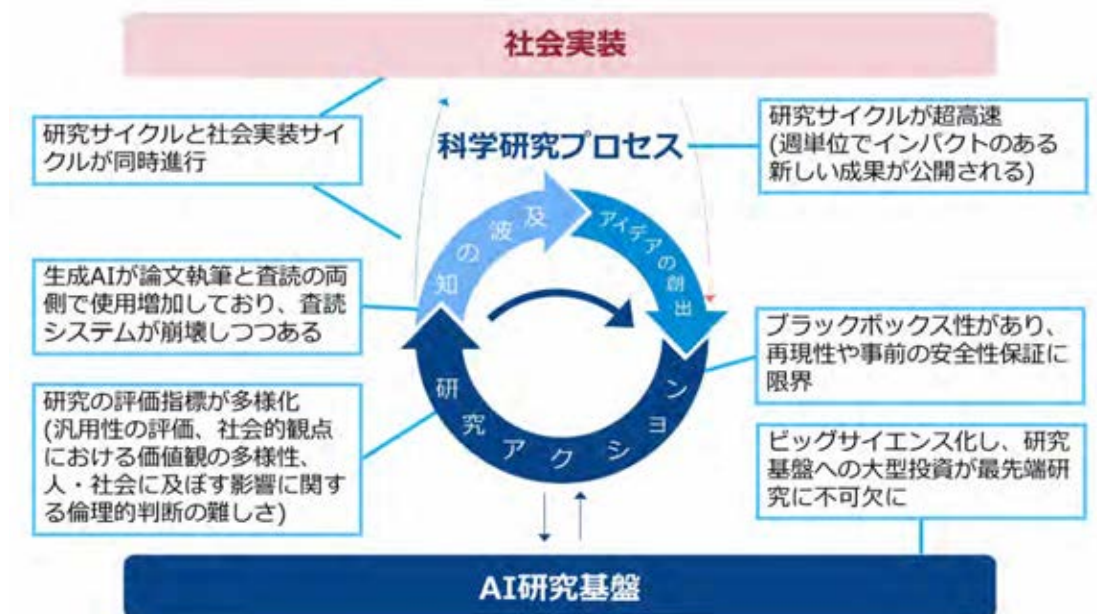 社会実装
研究サイクルと社会実装サイ
クルが同時進行
科学研究プロセス
研究サイクルが超高速
(週単位でインパクトのある
新しい成果が公開される)
知の波及
アイデアの創出
生成AIが論文執筆と査読の両
側で使用増加しており、査読
システムが崩壊しつつある
ブラックボックス性があり、
再現性や事前の安全性保証に
限界
研究の評価指標が多様化
(汎用性の評価、社会的観点
における価値観の多様性、
人・社会に及ぼす影響に関す
る倫理的判断の難しさ)
研究アクション
ビッグサイエンス化し、研究
基盤への大型投資が最先端研
究に不可欠に
AI研究基盤